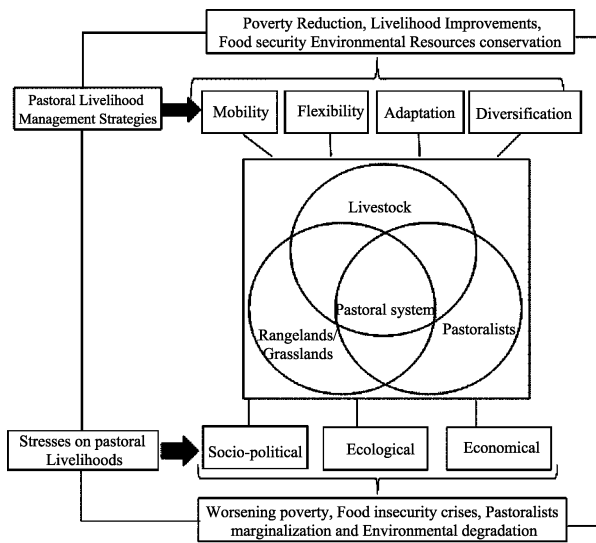 Poverty Reduction, Livelihood Improvements,
Food security Environmental Resources conservation
Pastoral Livelihood
Management Strategies
Mobility
Flexibility
Adaptation
Diversification
Livestock
Pastoral system
Rangelands/
Grasslands
Pastoralists
Stresses on pastoral
Livelihoods
Socio-political
Ecological
Economical
Worsening poverty, Food insecurity crises, Pastoralists
marginalization and Environmental degradation